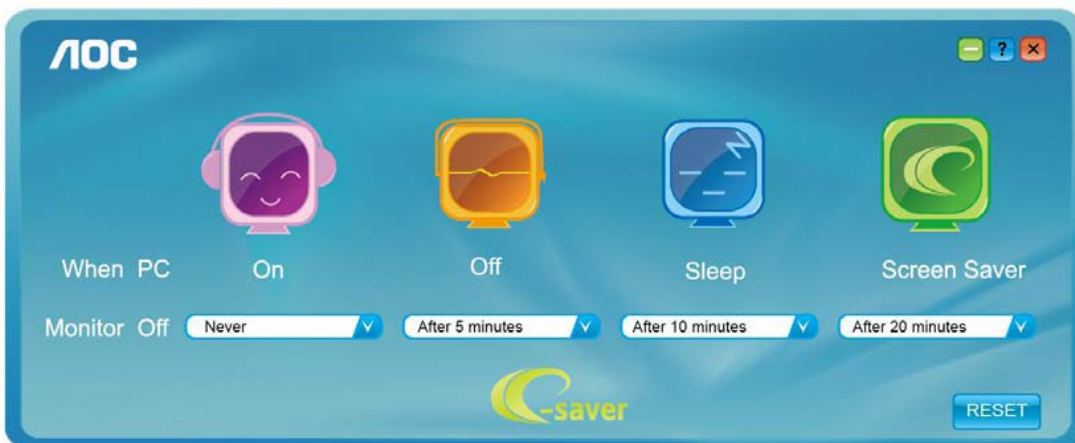 AOC
?
When PC On Off Sleep Screen Saver
Monitor Off Never After 5 minutes After 10 minutes After 20 minutes
e-saver
RESET